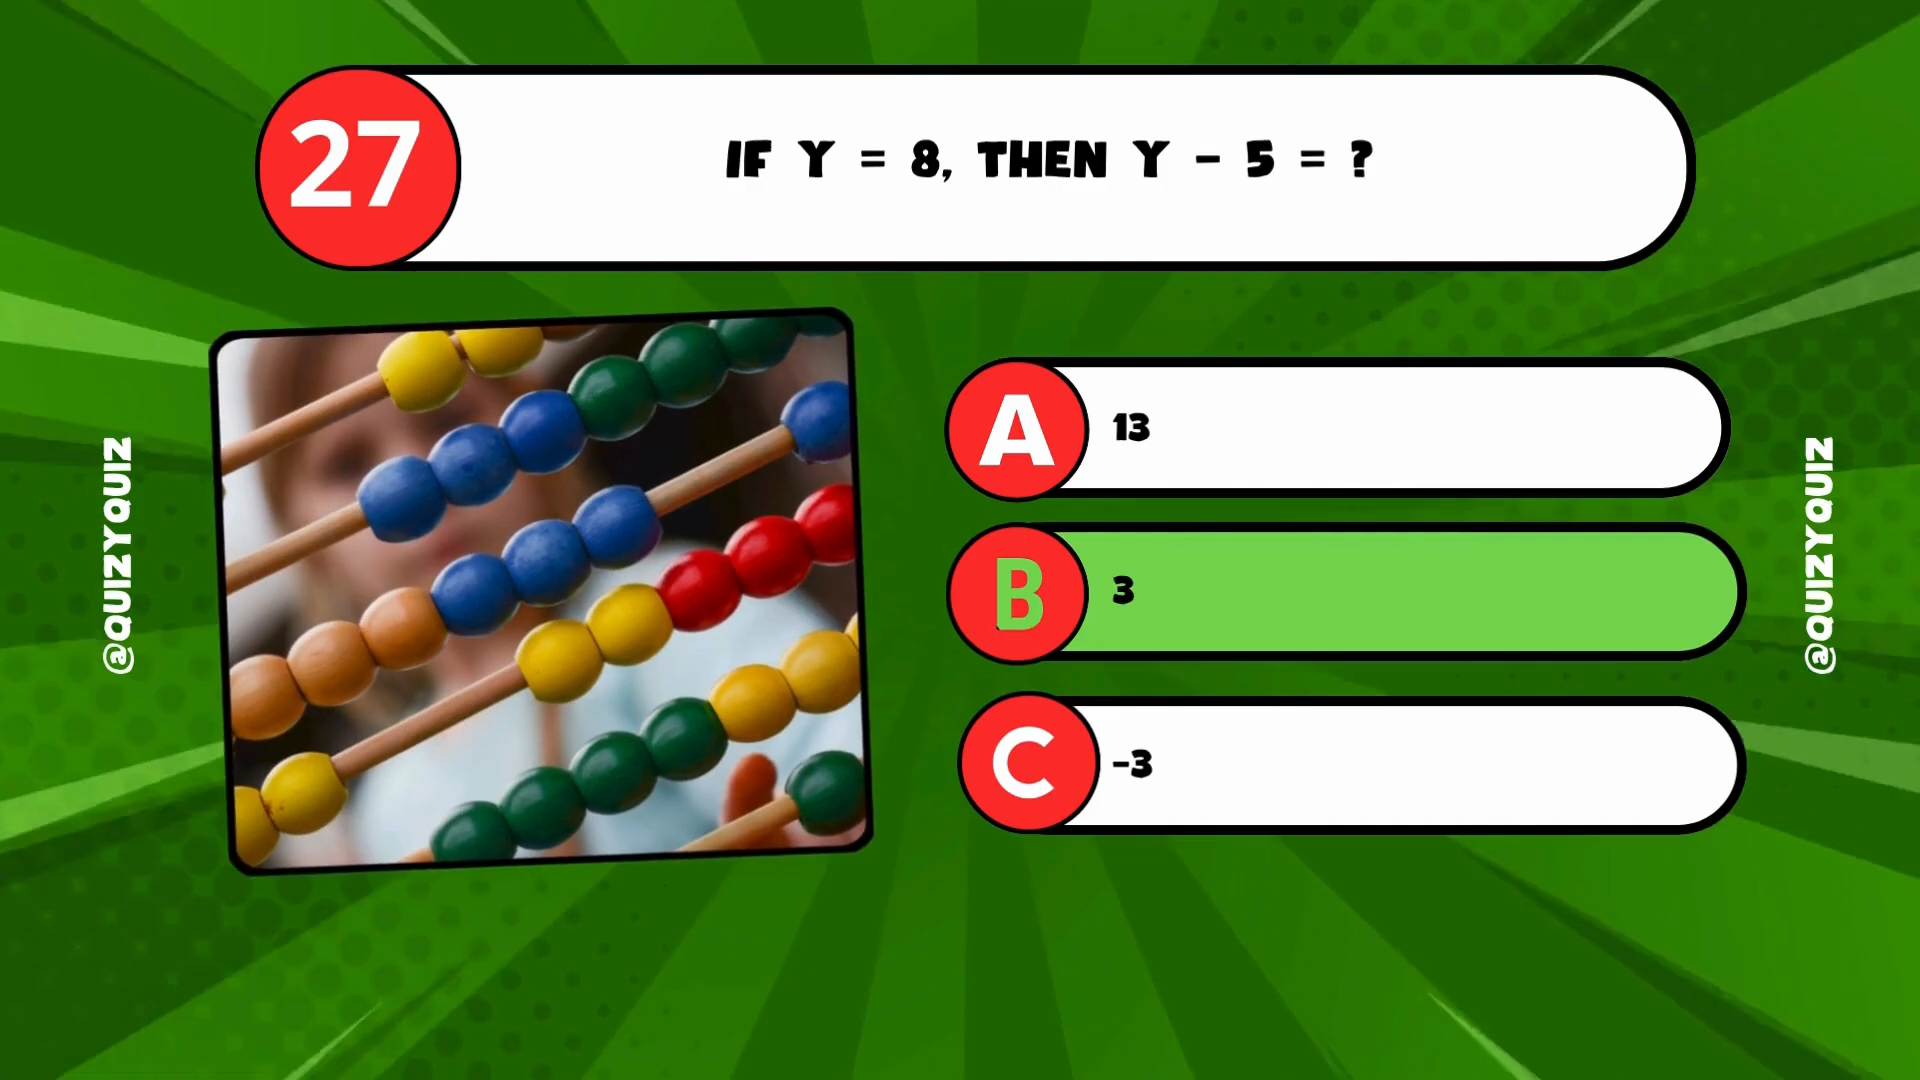 27
IF Y = 8, THEN Y - 5 = ?
A
13
B
3
C
-3
@QUIZYQUIZ
@QUIZYQUIZ